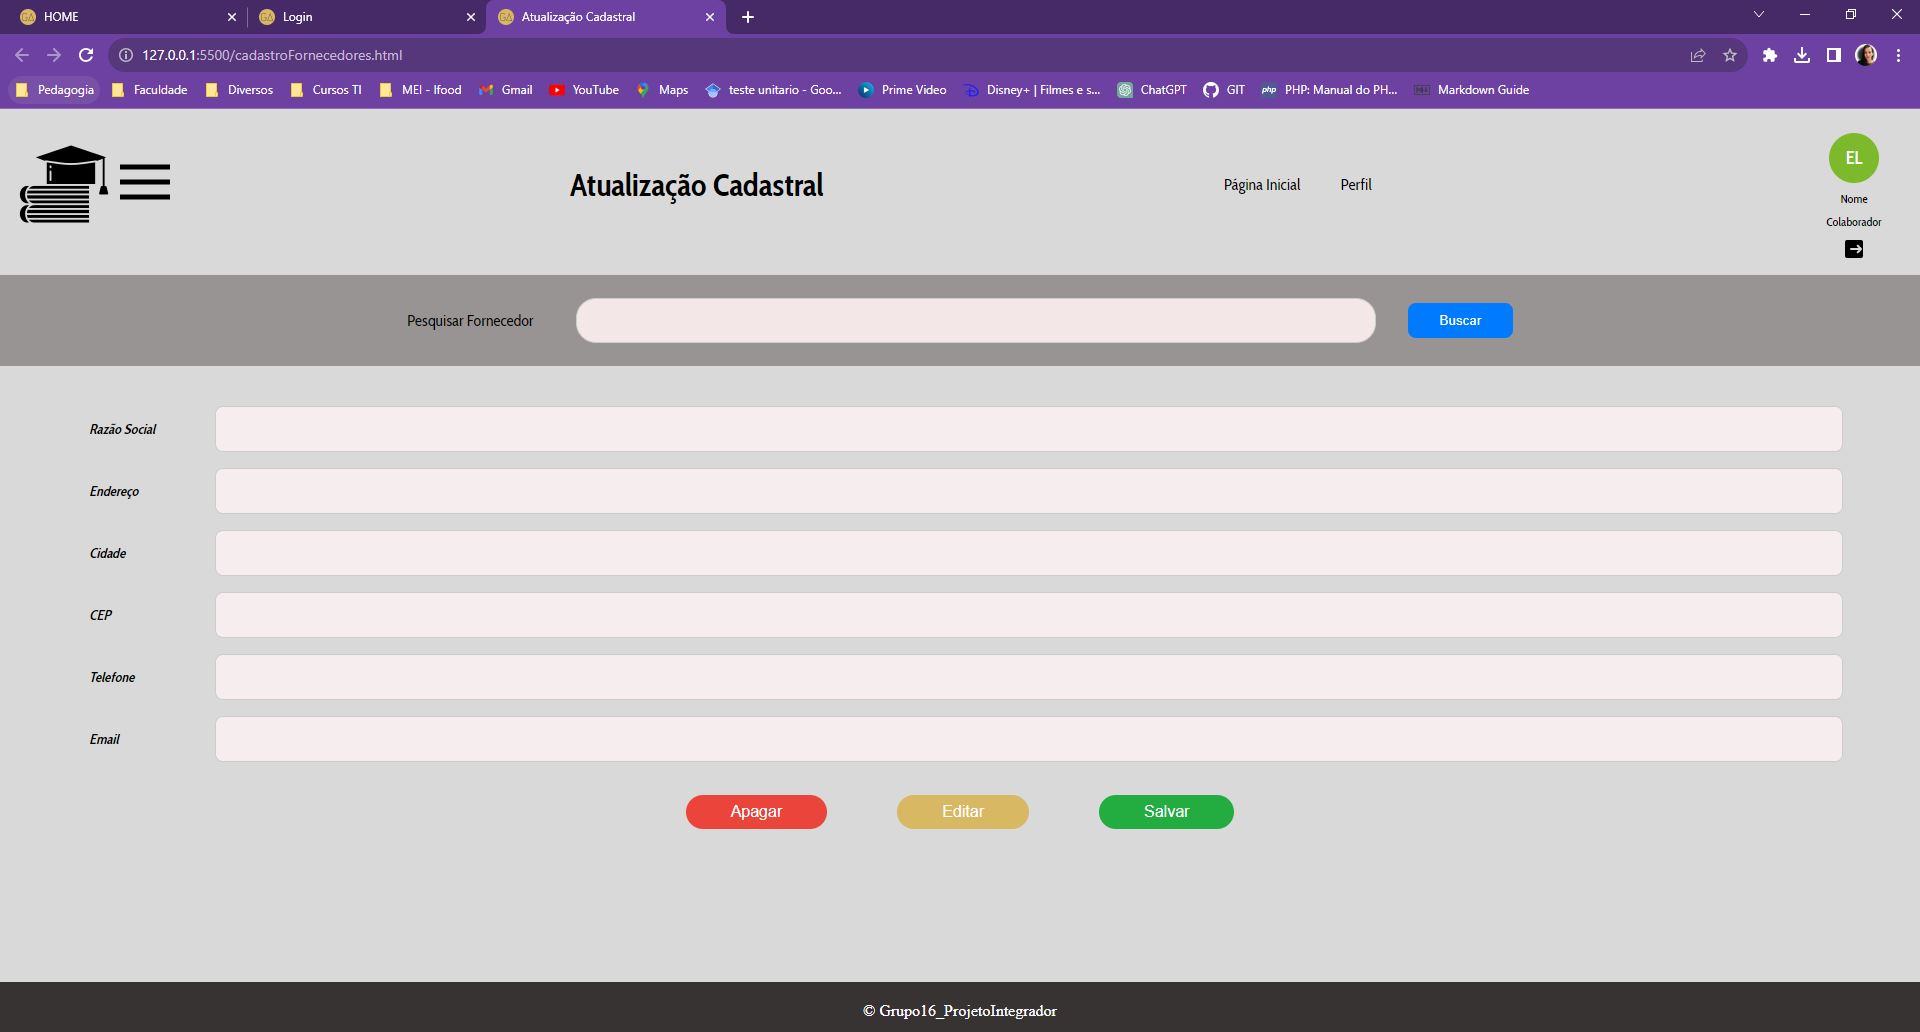 HOME
Login
Atualização Cadastral
127.0.0.1:5500/cadastroFornecedores.html
Pedagogia Faculdade Diversos Cursos TI MEI - Ifood Gmail YouTube Maps teste unitario - Goo... Prime Video Disney+ | Filmes e s... ChatGPT GIT php PHP: Manual do PH... Markdown Guide
Atualização Cadastral
Página Inicial Perfil
EL
Nome
Colaborador
Pesquisar Fornecedor
Buscar
Razão Social
Endereço
Cidade
CEP
Telefone
Email
Apagar Editar Salvar
© Grupo16_ProjetoIntegrador